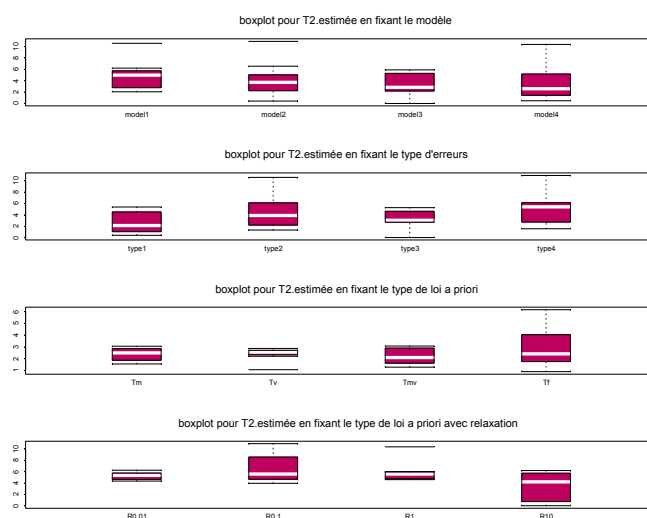 boxplot pour T2.estimée en fixant le modèle
0 2 4 6 8 10
model1 model2 model3 model4
boxplot pour T2.estimée en fixant le type d'erreurs
0 2 4 6 8 10
type1 type2 type3 type4
boxplot pour T2.estimée en fixant le type de loi a priori
1 2 3 4 5 6
Tm Tv Tmv Tf
boxplot pour T2.estimée en fixant le type de loi a priori avec relaxation
0 2 4 6 8 10
R0.01 R0.1 R1 R10